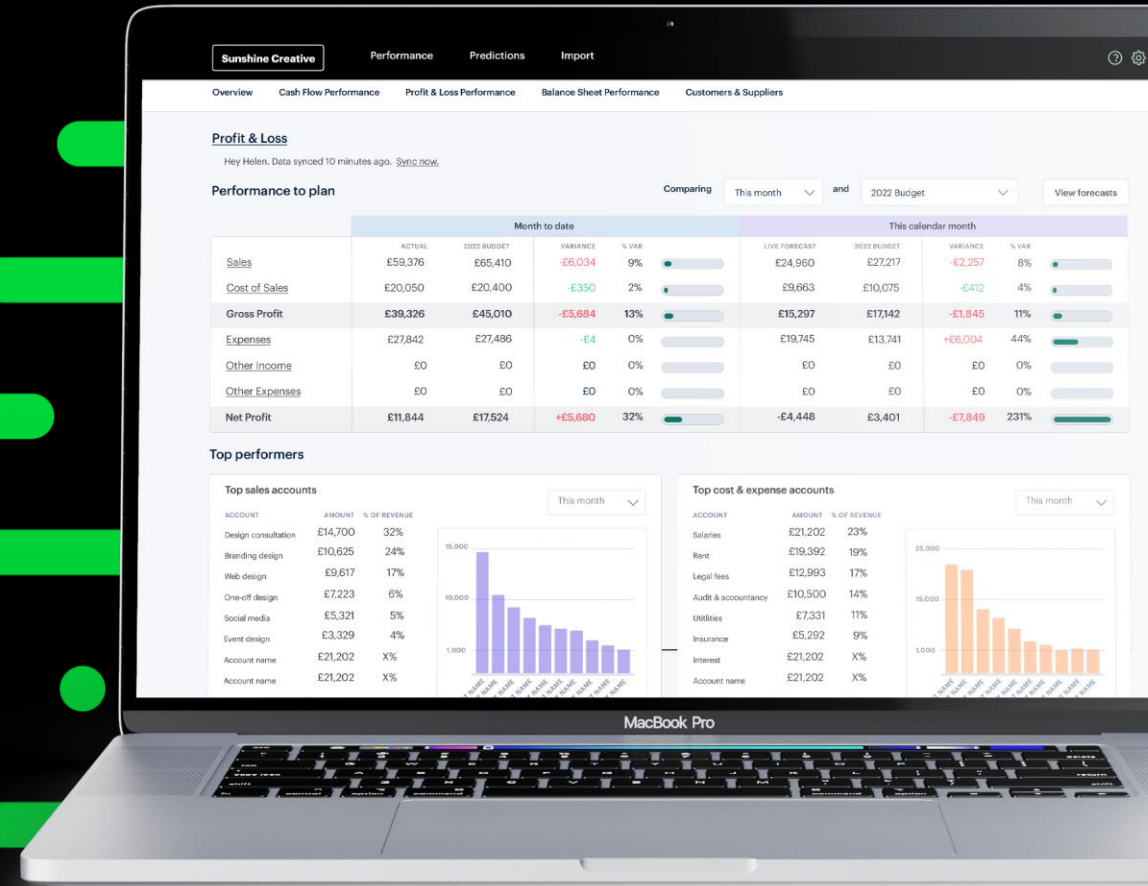 Sunshine Creative Performance Predictions Import
Overview Cash Flow Performance Profit & Loss Performance Balance Sheet Performance Customers & Suppliers
Profit & Loss
Hey Helen. Data synced 10 minutes ago. Sync now.
Performance to plan Comparing This month and 2022 Budget View forecasts
Month to date This calendar month
ACTUAL 2022 BUDGET VARIANCE % VAR LIVE FORECAST 2022 BUDGET VARIANCE % VAR
Sales £59,376 £65,410 -£6,034 9% £24,960 £27,217 -£2,257 8%
Cost of Sales £20,050 £20,400 -£350 2% £9,663 £10,075 -£412 4%
Gross Profit £39,326 £45,010 -£5,684 13% £15,297 £17,142 -£1,845 11%
Expenses £27,842 £27,486 -£4 0% £19,745 £13,741 +£6,004 44%
Other Income £0 £0 £0 0% £0 £0 £0 0%
Other Expenses £0 £0 £0 0% £0 £0 £0 0%
Net Profit £11,844 £17,524 +£5,680 32% -£4,448 £3,401 -£7,849 231%
Top performers
Top sales accounts This month
ACCOUNT AMOUNT % OF REVENUE
Design consultation £14,700 32%
Branding design £10,625 24%
Web design £9,617 17%
One-off design £7,223 6%
Social media £5,321 5%
Event design £3,329 4%
Account name £21,202 X%
Account name £21,202 X%
15,000
10,000
1,000
Top cost & expense accounts This month
ACCOUNT AMOUNT % OF REVENUE
Salaries £21,202 23%
Rent £19,392 19%
Legal fees £12,993 17%
Audit & accountancy £10,500 14%
Utitlities £7,331 11%
Insurance £5,292 9%
Interest £21,202 X%
Account name £21,202 X%
25,000
15,000
1,000
MacBook Pro